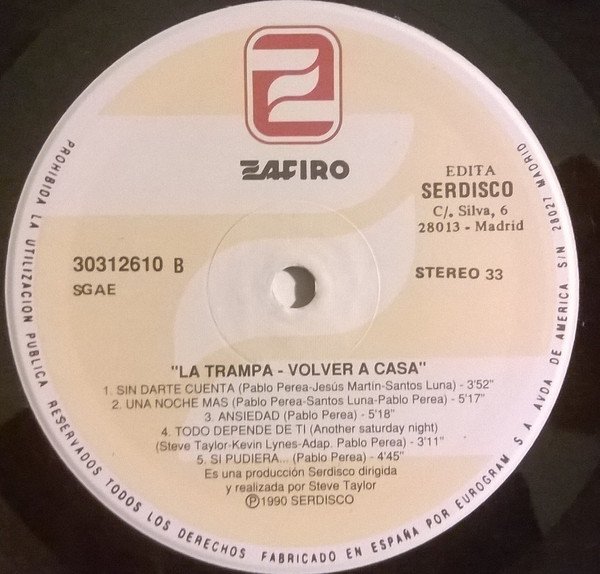 ZAFIRO
EDITA
SERDISCO
C/. Silva, 6
28013 - Madrid
30312610 B
SGAE
STEREO 33
"LA TRAMPA - VOLVER A CASA"
1. SIN DARTE CUENTA (Pablo Perea-Jesús Martín-Santos Luna) - 3'52"
2. UNA NOCHE MAS (Pablo Perea-Santos Luna-Pablo Perea) - 5'17"
3. ANSIEDAD (Pablo Perea) - 5'18"
4. TODO DEPENDE DE TI (Another saturday night)
(Steve Taylor-Kevin Lynes-Adap. Pablo Perea) - 3'11"
5. SI PUDIERA... (Pablo Perea) - 4'45"
Es una producción Serdisco dirigida
y realizada por Steve Taylor
Ⓟ1990 SERDISCO
PROHIBIDA LA UTILIZACION PUBLICA RESERVADOS TODOS LOS DERECHOS FABRICADO EN ESPAÑA POR EUROGRAM S.A. AVDA. DE AMERICA S/N 28027 MADRID